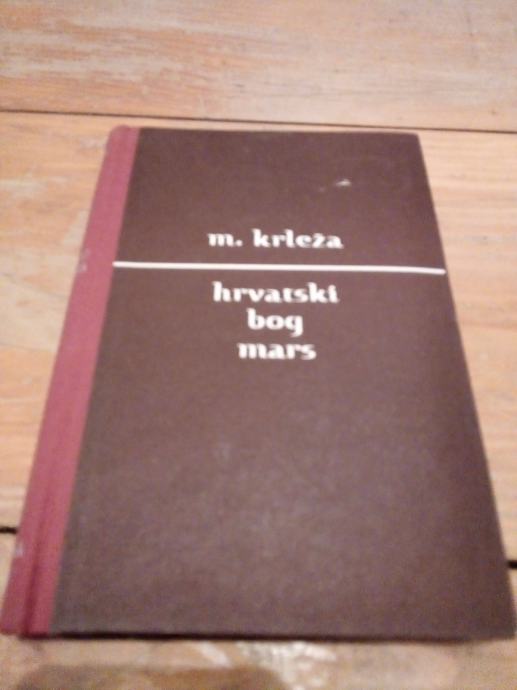 m. krleža
hrvatski
bog
mars